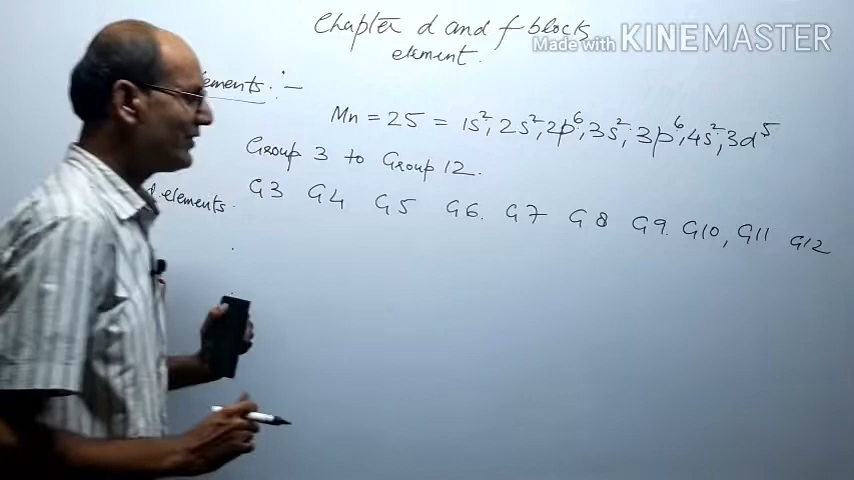 Chapter d and f blocks
element.
Made with KINEMASTER
ements :-
Mn = 25 = 1s², 2s², 2p⁶, 3s², 3p⁶, 4s², 3d⁵
Group 3 to Group 12.
d elements. G3 G4 G5 G6. G7 G8 G9. G10, G11 G12